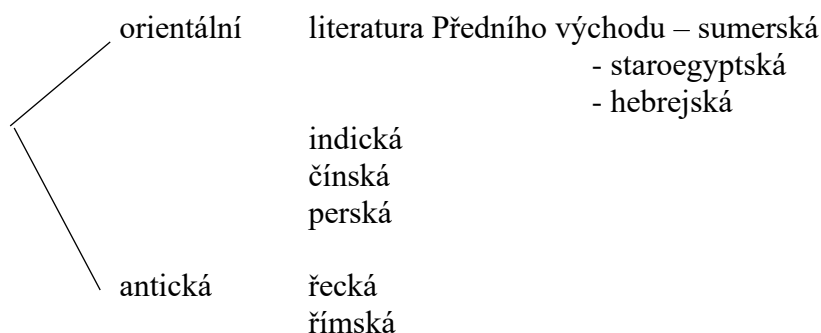 orientální literatura Předního východu – sumerská
- staroegyptská
- hebrejská
indická
čínská
perská
antická řecká
římská